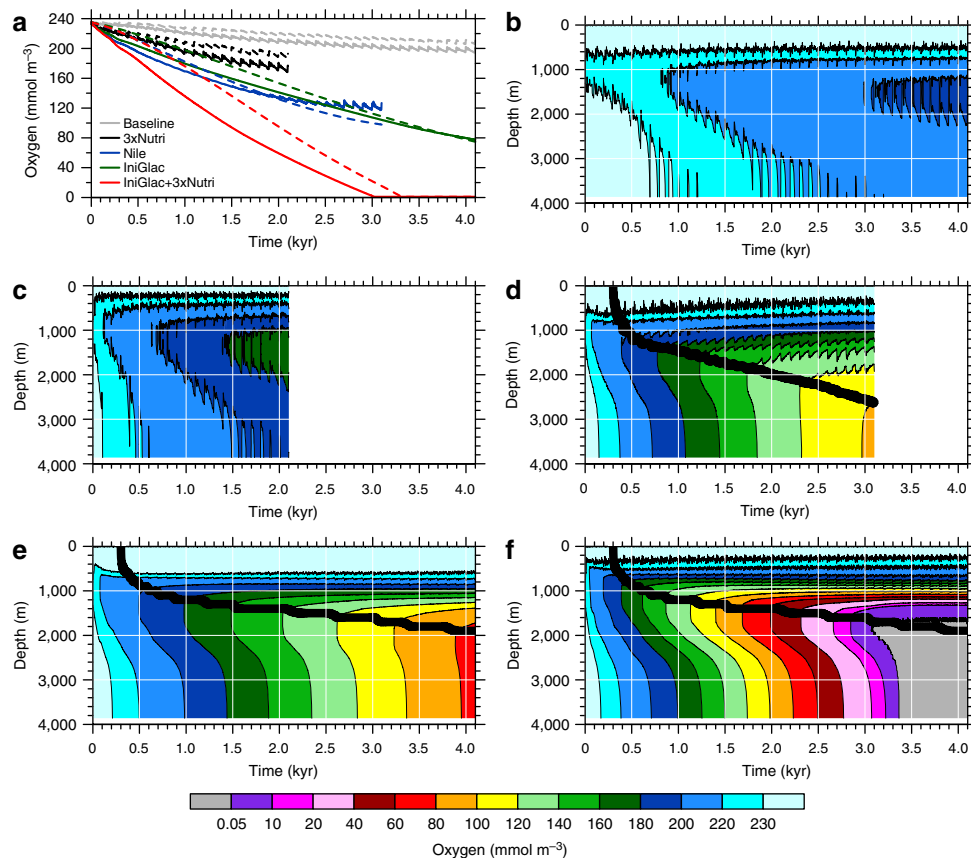 a
240
200
160
120
80
40
0
Oxygen (mmol m⁻³)
Baseline
3xNutri
Nile
IniGlac
IniGlac+3xNutri
0 0.5 1.0 1.5 2.0 2.5 3.0 3.5 4.0
Time (kyr)
b
0
1,000
2,000
3,000
4,000
Depth (m)
0 0.5 1.0 1.5 2.0 2.5 3.0 3.5 4.0
Time (kyr)
c
0
1,000
2,000
3,000
4,000
Depth (m)
0 0.5 1.0 1.5 2.0 2.5 3.0 3.5 4.0
Time (kyr)
d
0
1,000
2,000
3,000
4,000
Depth (m)
0 0.5 1.0 1.5 2.0 2.5 3.0 3.5 4.0
Time (kyr)
e
0
1,000
2,000
3,000
4,000
Depth (m)
0 0.5 1.0 1.5 2.0 2.5 3.0 3.5 4.0
Time (kyr)
f
0
1,000
2,000
3,000
4,000
Depth (m)
0 0.5 1.0 1.5 2.0 2.5 3.0 3.5 4.0
Time (kyr)
0.05 10 20 40 60 80 100 120 140 160 180 200 220 230
Oxygen (mmol m⁻³)